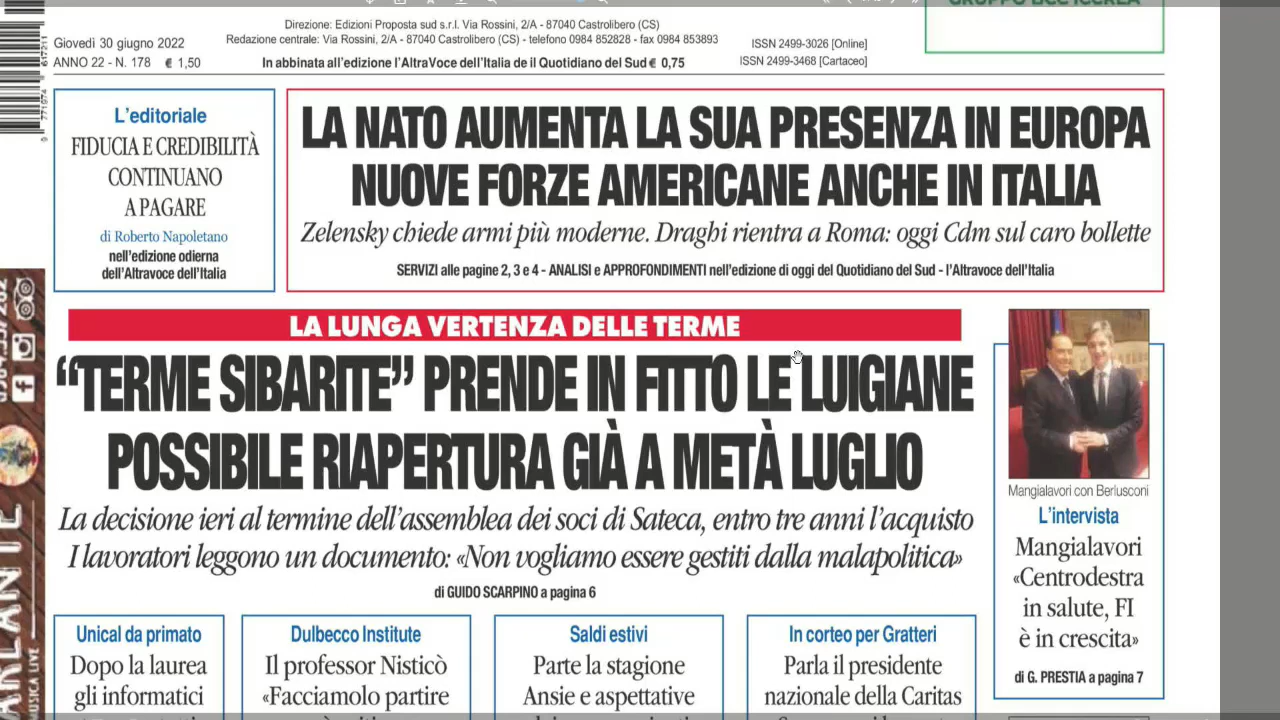 GRUPPO BCC ICCREA
Direzione: Edizioni Proposta sud s.r.l. Via Rossini, 2/A - 87040 Castrolibero (CS)
Redazione centrale: Via Rossini, 2/A - 87040 Castrolibero (CS) - telefono 0984 852828 - fax 0984 853893
Giovedì 30 giugno 2022
ANNO 22 - N. 178 € 1,50
In abbinata all'edizione l'AltraVoce dell'Italia de il Quotidiano del Sud € 0,75
ISSN 2499-3026 [Online]
ISSN 2499-3468 [Cartaceo]
L'editoriale
FIDUCIA E CREDIBILITÀ
CONTINUANO
A PAGARE
di Roberto Napoletano
nell'edizione odierna
dell'Altravoce dell'Italia
LA NATO AUMENTA LA SUA PRESENZA IN EUROPA
NUOVE FORZE AMERICANE ANCHE IN ITALIA
Zelensky chiede armi più moderne. Draghi rientra a Roma: oggi Cdm sul caro bollette
SERVIZI alle pagine 2, 3 e 4 - ANALISI e APPROFONDIMENTI nell'edizione di oggi del Quotidiano del Sud - l'Altravoce dell'Italia
LA LUNGA VERTENZA DELLE TERME
“TERME SIBARITE” PRENDE IN FITTO LE LUIGIANE
POSSIBILE RIAPERTURA GIÀ A METÀ LUGLIO
La decisione ieri al termine dell'assemblea dei soci di Sateca, entro tre anni l'acquisto
I lavoratori leggono un documento: «Non vogliamo essere gestiti dalla malapolitica»
di GUIDO SCARPINO a pagina 6
Mangialavori con Berlusconi
L'intervista
Mangialavori
«Centrodestra
in salute, FI
è in crescita»
di G. PRESTIA a pagina 7
Unical da primato
Dopo la laurea
gli informatici
Dulbecco Institute
Il professor Nisticò
«Facciamolo partire
Saldi estivi
Parte la stagione
Ansie e aspettative
In corteo per Gratteri
Parla il presidente
nazionale della Caritas
MUSICA LIVE